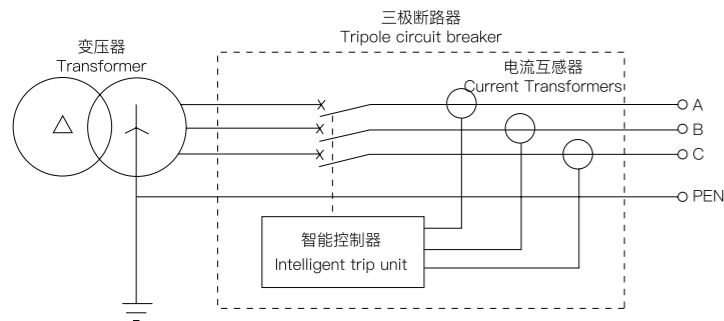 三极断路器
Tripole circuit breaker
变压器
Transformer
电流互感器
Current Transformers
A
B
C
PEN
智能控制器
Intelligent trip unit